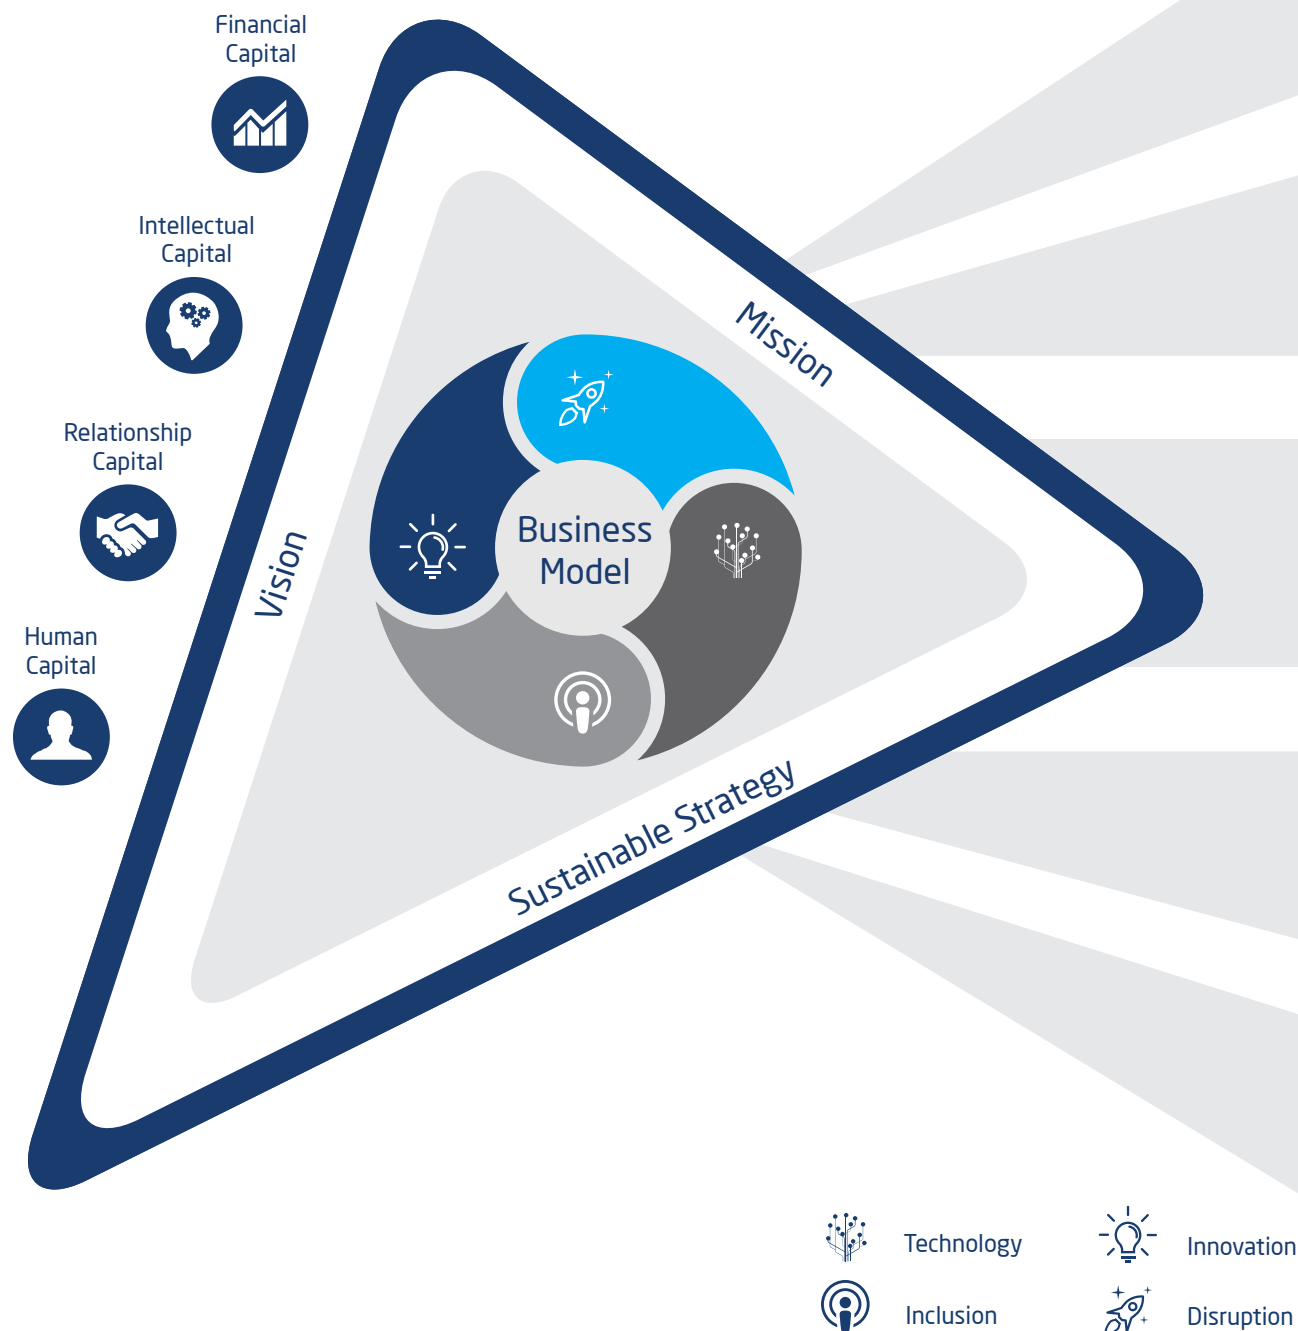 Financial
Capital
Intellectual
Capital
Relationship
Capital
Human
Capital
Vision
Mission
Business
Model
Sustainable Strategy
Technology
Innovation
Inclusion
Disruption